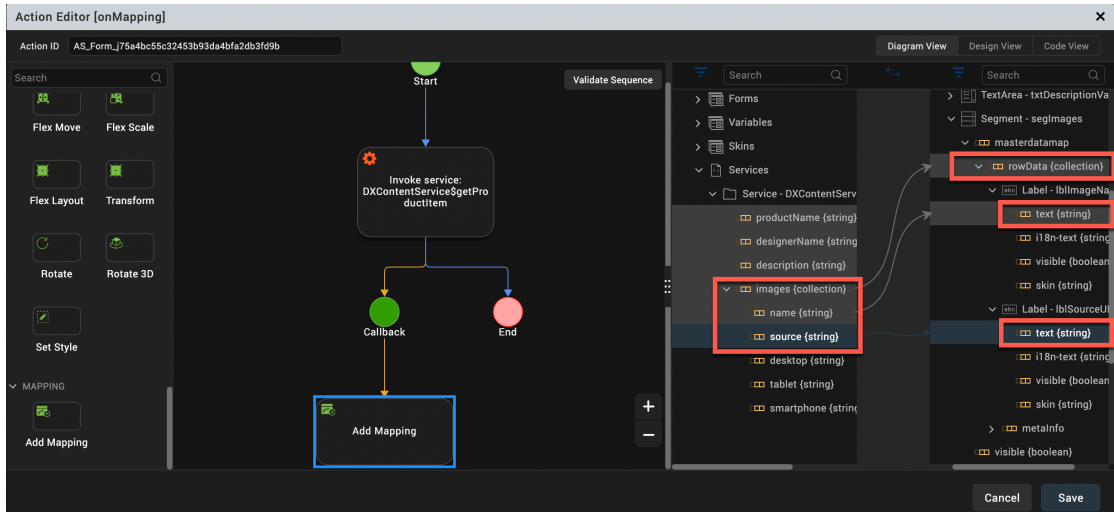 Action Editor [onMapping]
Action ID AS_Form_j75a4bc55c32453b93da4bfa2db3fd9b
Diagram View
Design View
Code View
Search
Flex Move
Flex Scale
Flex Layout
Transform
Rotate
Rotate 3D
Set Style
MAPPING
Add Mapping
Start
Validate Sequence
Invoke service:
DXContentService$getPro
ductItem
Callback
End
Add Mapping
Search
Forms
Variables
Skins
Services
Service - DXContentServ
productName {string}
designerName {string
description {string}
images {collection}
name {string}
source {string}
desktop {string}
tablet {string}
smartphone {string
Search
TextArea - txtDescriptionVa
Segment - segImages
masterdatamap
rowData {collection}
abc Label - lblImageNa
text {string}
i18n-text {string
visible {boolean
skin {string}
abc Label - lblSourceU
text {string}
i18n-text {string
visible {boolean
skin {string}
metaInfo
visible {boolean}
Cancel
Save